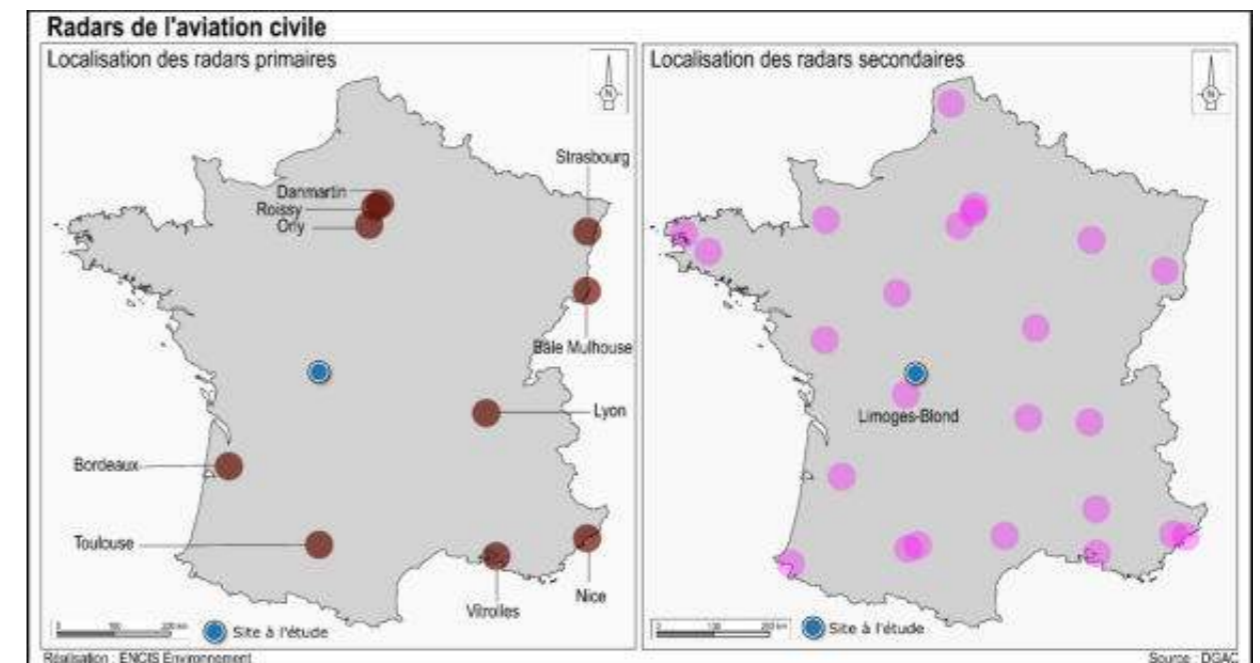 Radars de l'aviation civile
Localisation des radars primaires
N
Strasbourg
Danmartin
Roissy
Orly
Bâle Mulhouse
Lyon
Bordeaux
Toulouse
Nice
Vitrolles
Site à l'étude
Réalisation : ENCIS Environnement
Localisation des radars secondaires
N
Limoges-Blond
Site à l'étude
Source : DGAC